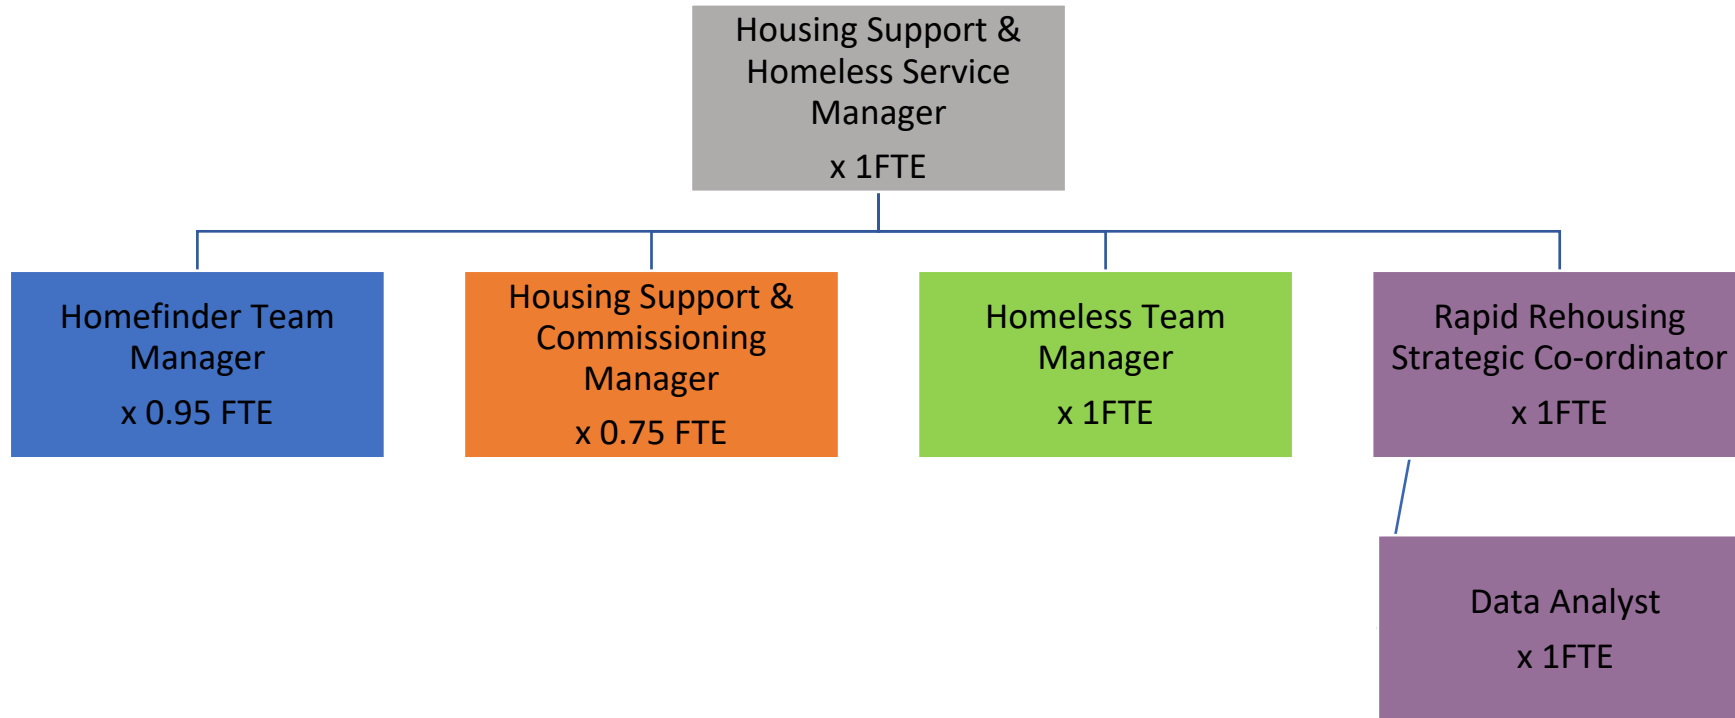 Housing Support &
Homeless Service
Manager
x 1FTE
Homefinder Team
Manager
x 0.95 FTE
Housing Support &
Commissioning
Manager
x 0.75 FTE
Homeless Team
Manager
x 1FTE
Rapid Rehousing
Strategic Co-ordinator
x 1FTE
Data Analyst
x 1FTE